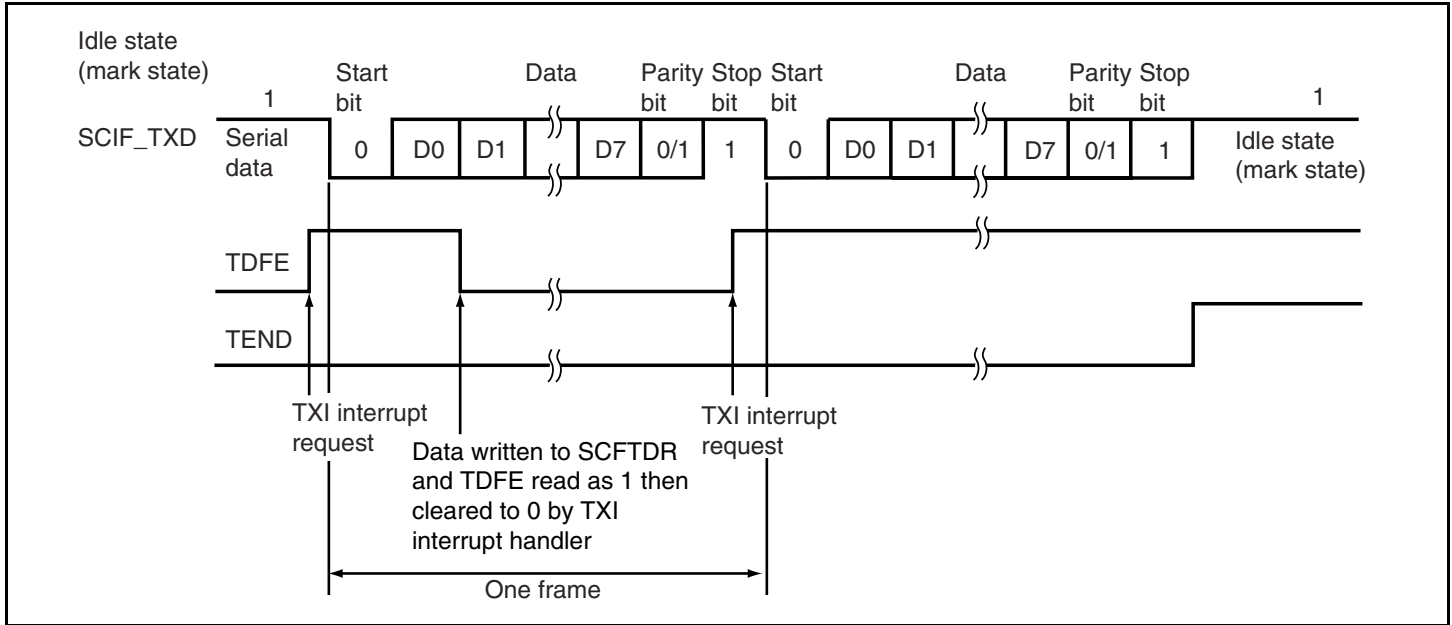 Idle state
(mark state)
1
Start
bit
Data
Parity
bit
Stop
bit
Start
bit
Data
Parity
bit
Stop
bit
1
SCIF_TXD
Serial
data
0 D0 D1 D7 0/1 1 0 D0 D1 D7 0/1 1
Idle state
(mark state)
TDFE
TEND
TXI interrupt
request
Data written to SCFTDR
and TDFE read as 1 then
cleared to 0 by TXI
interrupt handler
TXI interrupt
request
One frame